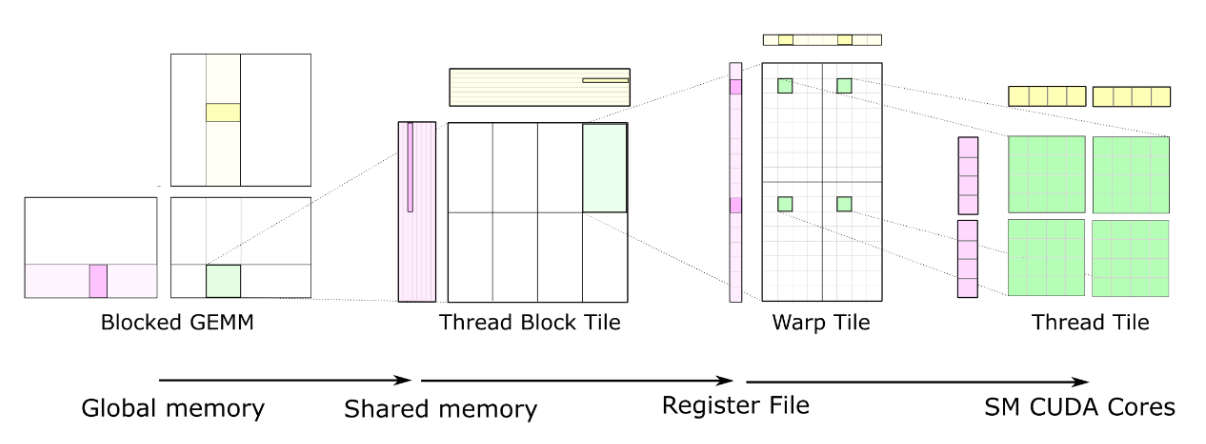 Blocked GEMM
Thread Block Tile
Warp Tile
Thread Tile
Global memory
Shared memory
Register File
SM CUDA Cores